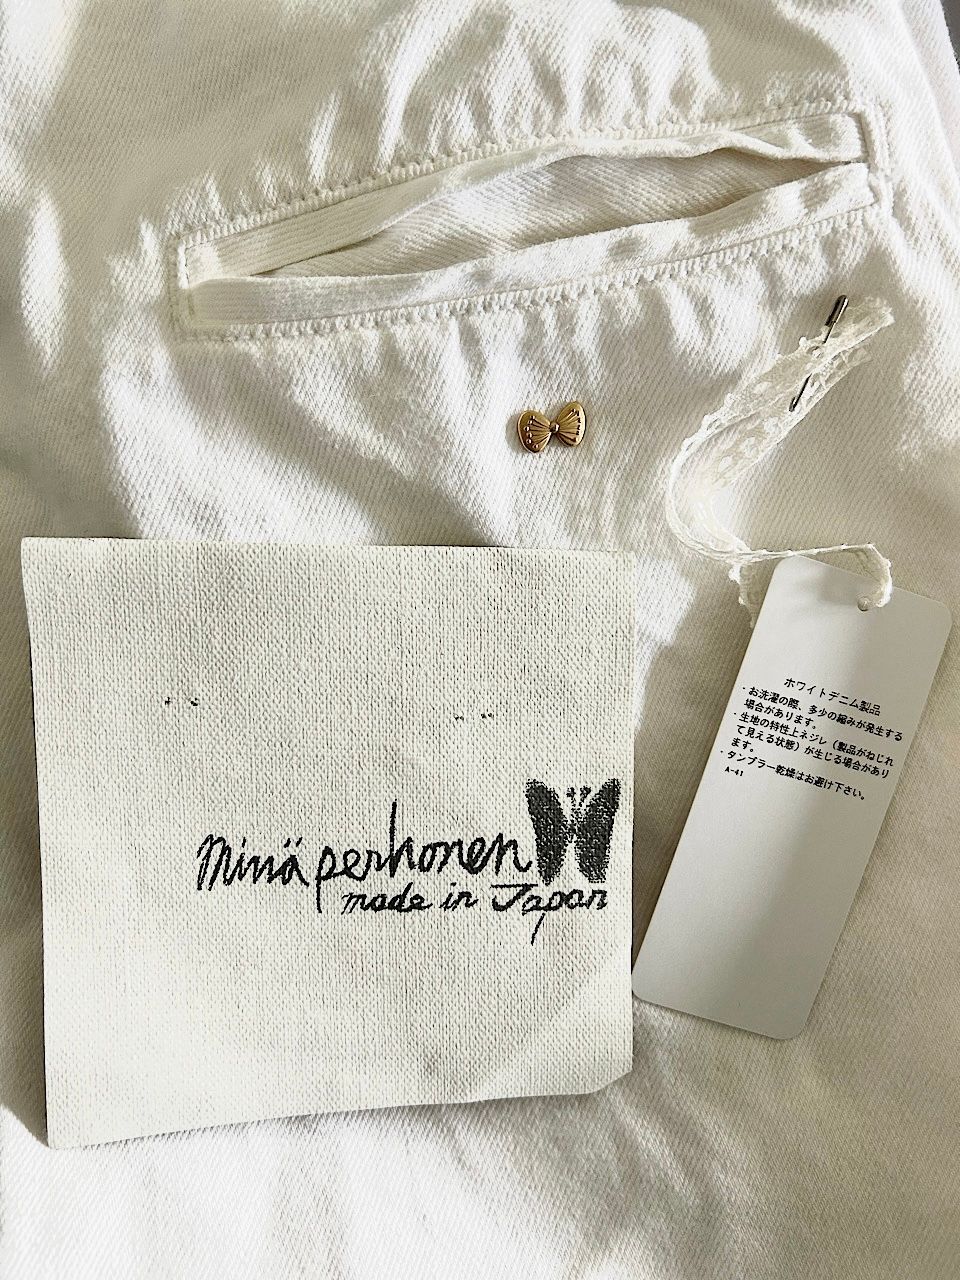 minä perhonen
made in Japan
ホワイトデニム製品
・お洗濯の際、多少の縮みが発生する
場合があります。
・生地の特性上ネジレ（製品がねじれ
て見える状態）が生じる場合があり
ます。
・タンブラー乾燥はお避け下さい。
A-41